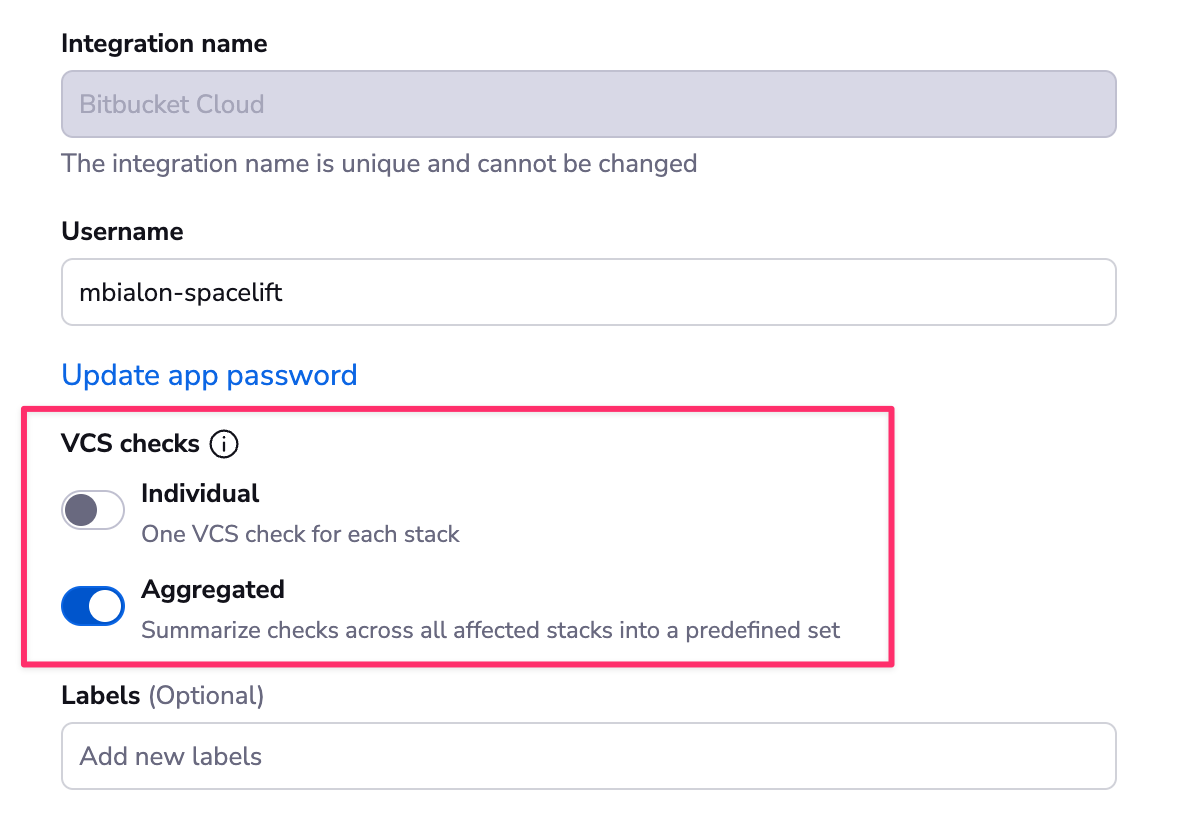 Integration name
Bitbucket Cloud
The integration name is unique and cannot be changed
Username
mbialon-spacelift
Update app password
VCS checks
Individual
One VCS check for each stack
Aggregated
Summarize checks across all affected stacks into a predefined set
Labels (Optional)
Add new labels